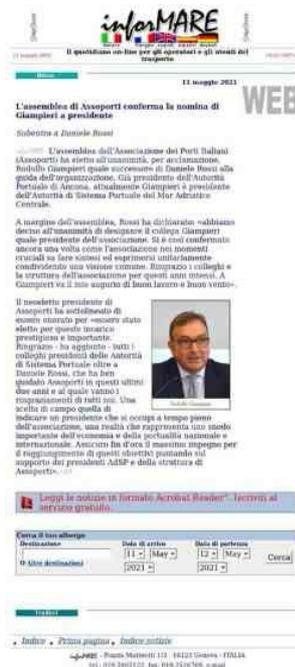 inforMARE
Il quotidiano on-line per gli operatori e gli utenti del
trasporto
11 maggio 2021
WEB
L'assemblea di Assoporti conferma la nomina di
Giampieri a presidente
Subentra a Daniele Rossi
L'assemblea dell'Associazione dei Porti Italiani
(Assoporti) ha eletto all'unanimità, per acclamazione,
Rodolfo Giampieri quale successore di Daniele Rossi alla
guida dell'organizzazione. Già presidente dell'Autorità
Portuale di Ancona, attualmente Giampieri è presidente
dell'Autorità di Sistema Portuale del Mar Adriatico
Centrale.
A margine dell'assemblea, Rossi ha dichiarato: «abbiamo
deciso all'unanimità di designare il collega Giampieri
quale presidente dell'associazione. Si è così confermato
ancora una volta come l'associazione nei momenti
cruciali sa fare sintesi ed esprimersi unitariamente
condividendo una visione comune. Ringrazio i colleghi e
la struttura dell'associazione per questi anni intensi. A
Giampieri va il mio augurio di buon lavoro e buon vento».
Il neoeletto presidente di
Assoporti ha sottolineato di
essere onorato per «essere stato
eletto per questo incarico
prestigioso e importante.
Ringrazio - ha aggiunto - tutti i
colleghi presidenti delle Autorità
di Sistema Portuale oltre a
Daniele Rossi, che ha ben
guidato Assoporti in questi ultimi
due anni e al quale vanno i
ringraziamenti di tutti noi. Una
scelta di campo quella di
indicare un presidente che si occupi a tempo pieno
dell'associazione, una realtà che rappresenta uno snodo
importante dell'economia e della portualità nazionale e
internazionale. Assicuro fin d'ora il massimo impegno per
il raggiungimento di questi obiettivi puntando sul
supporto dei presidenti AdSP e della struttura di
Assoporti».
Rodolfo Giampieri
Leggi le notizie in formato Acrobat Reader®. Iscriviti al
servizio gratuito.
Cerca il tuo albergo
Destinazione Data di arrivo Data di partenza
11 May 12 May Cerca
Altre destinazioni 2021 2021
Indice Prima pagina Indice notizie
inforMARE - Piazza Matteotti 1/3 - 16123 Genova - ITALIA